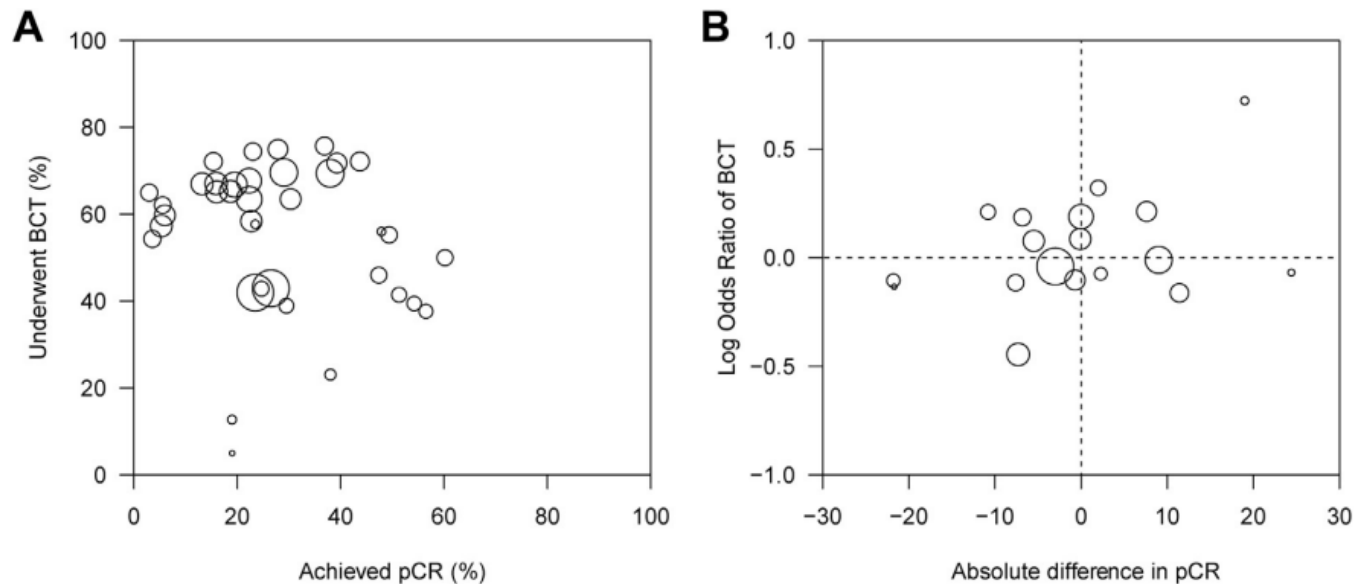 A
Underwent BCT (%)
100
80
60
40
20
0
0 20 40 60 80 100
Achieved pCR (%)
B
Log Odds Ratio of BCT
1.0
0.5
0.0
−0.5
−1.0
−30 −20 −10 0 10 20 30
Absolute difference in pCR